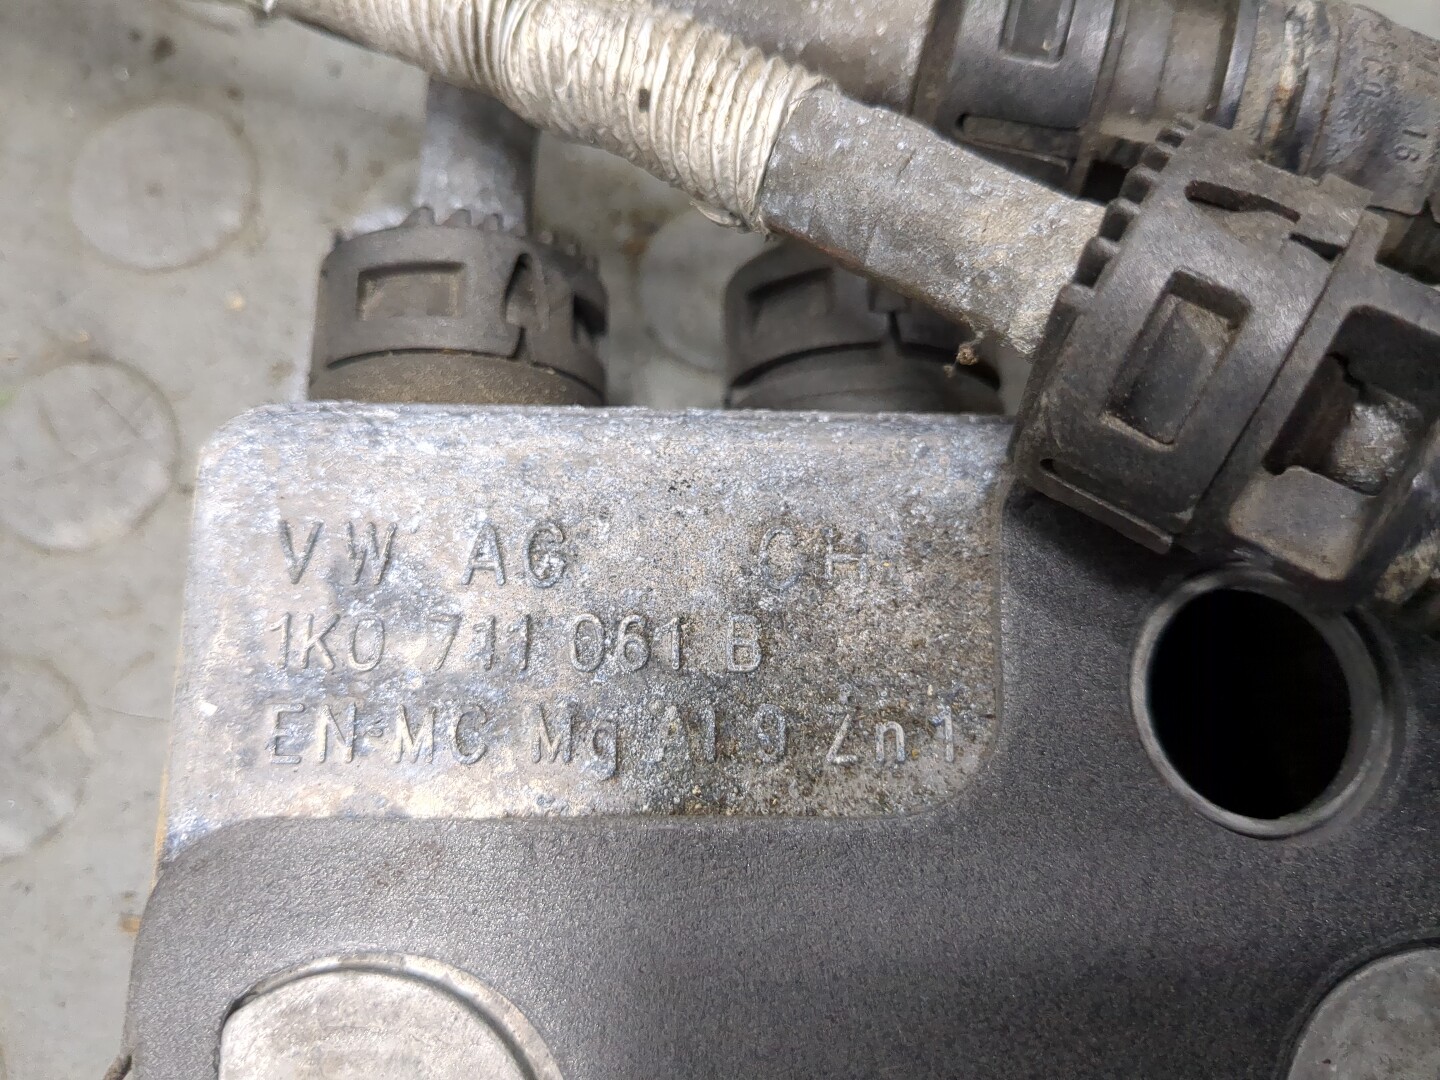 VW AG CH
1K0 711 061 B
EN-MC Mg Al 9 Zn 1